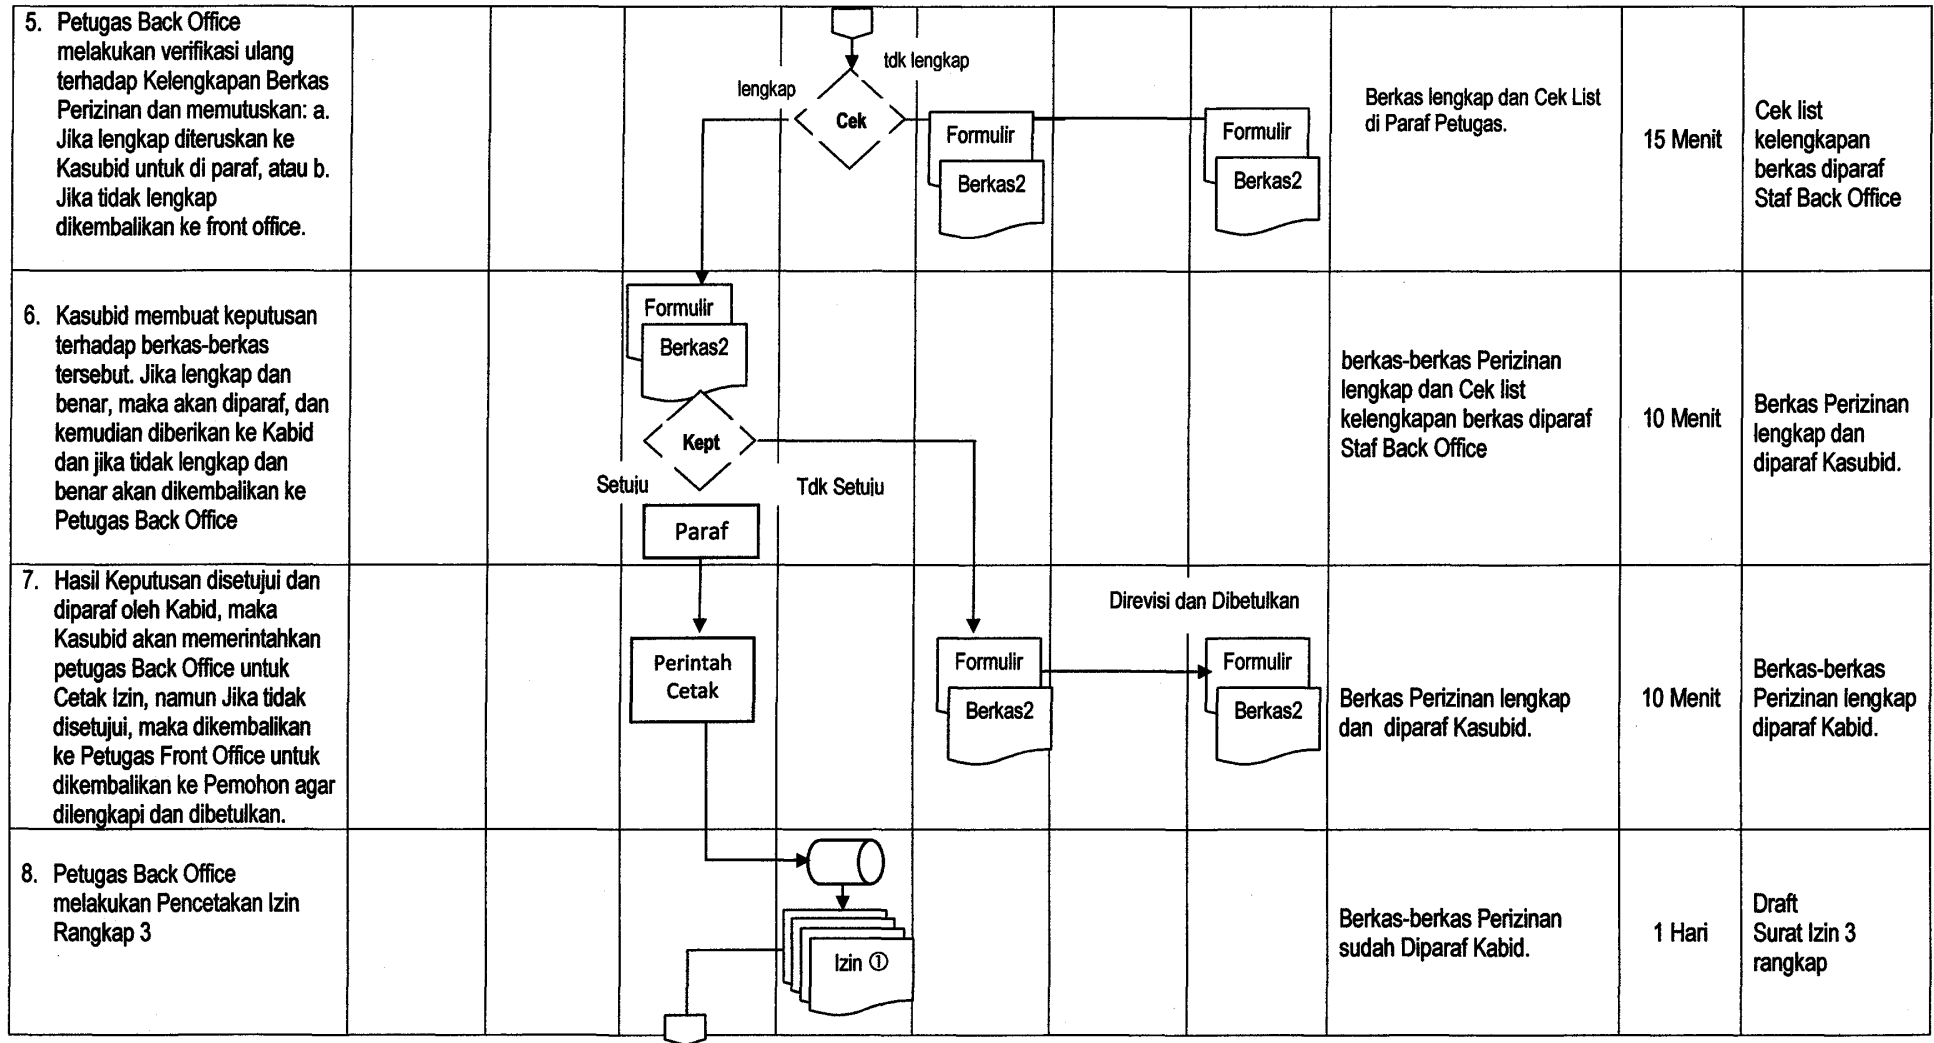 5. Petugas Back Office
melakukan verifikasi ulang
terhadap Kelengkapan Berkas
Perizinan dan memutuskan: a.
Jika lengkap diteruskan ke
Kasubid untuk di paraf, atau b.
Jika tidak lengkap
dikembalikan ke front office.
tdk lengkap
lengkap
Cek
Formulir
Berkas2
Formulir
Berkas2
Berkas lengkap dan Cek List
di Paraf Petugas.
15 Menit
Cek list
kelengkapan
berkas diparaf
Staf Back Office
6. Kasubid membuat keputusan
terhadap berkas-berkas
tersebut. Jika lengkap dan
benar, maka akan diparaf, dan
kemudian diberikan ke Kabid
dan jika tidak lengkap dan
benar akan dikembalikan ke
Petugas Back Office
Formulir
Berkas2
Kept
Setuju
Tdk Setuju
Paraf
berkas-berkas Perizinan
lengkap dan Cek list
kelengkapan berkas diparaf
Staf Back Office
10 Menit
Berkas Perizinan
lengkap dan
diparaf Kasubid.
7. Hasil Keputusan disetujui dan
diparaf oleh Kabid, maka
Kasubid akan memerintahkan
petugas Back Office untuk
Cetak Izin, namun Jika tidak
disetujui, maka dikembalikan
ke Petugas Front Office untuk
dikembalikan ke Pemohon agar
dilengkapi dan dibetulkan.
Perintah
Cetak
Direvisi dan Dibetulkan
Formulir
Berkas2
Formulir
Berkas2
Berkas Perizinan lengkap
dan diparaf Kasubid.
10 Menit
Berkas-berkas
Perizinan lengkap
diparaf Kabid.
8. Petugas Back Office
melakukan Pencetakan Izin
Rangkap 3
Izin ①
Berkas-berkas Perizinan
sudah Diparaf Kabid.
1 Hari
Draft
Surat Izin 3
rangkap